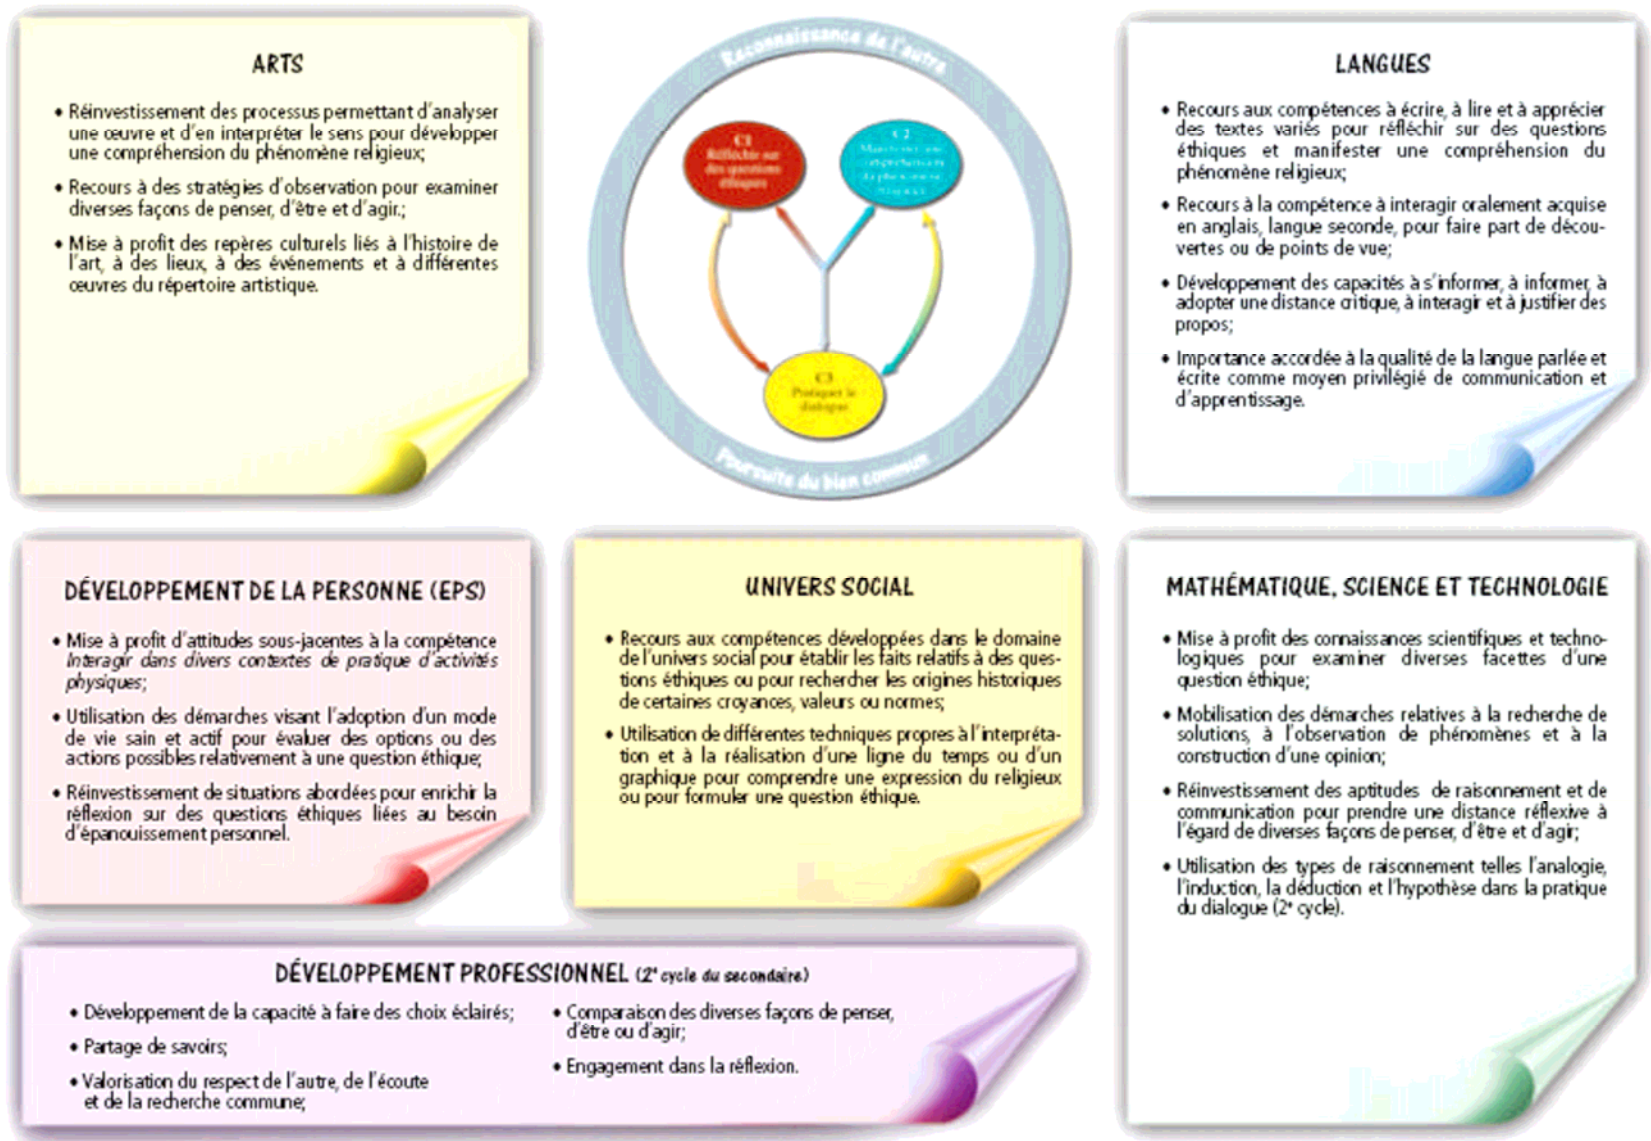 ARTS
• Réinvestissement des processus permettant d'analyser
une œuvre et d'en interpréter le sens pour développer
une compréhension du phénomène religieux;
• Recours à des stratégies d'observation pour examiner
diverses façons de penser, d'être et d'agir.;
• Mise à profit des repères culturels liés à l'histoire de
l'art, à des lieux, à des événements et à différentes
œuvres du répertoire artistique.
Reconnaissance de l'autre
C1
Réfléchir sur
des questions
éthiques
C2
C3
Pratiquer le
dialogue
Poursuite du bien commun
LANGUES
• Recours aux compétences à écrire, à lire et à apprécier
des textes variés pour réfléchir sur des questions
éthiques et manifester une compréhension du
phénomène religieux;
• Recours à la compétence à interagir oralement acquise
en anglais, langue seconde, pour faire part de décou-
vertes ou de points de vue;
• Développement des capacités à s'informer, à informer, à
adopter une distance critique, à interagir et à justifier des
propos;
• Importance accordée à la qualité de la langue parlée et
écrite comme moyen privilégié de communication et
d'apprentissage.
DÉVELOPPEMENT DE LA PERSONNE (EPS)
• Mise à profit d'attitudes sous-jacentes à la compétence
Interagir dans divers contextes de pratique d'activités
physiques;
• Utilisation des démarches visant l'adoption d'un mode
de vie sain et actif pour évaluer des options ou des
actions possibles relativement à une question éthique;
• Réinvestissement de situations abordées pour enrichir la
réflexion sur des questions éthiques liées au besoin
d'épanouissement personnel.
UNIVERS SOCIAL
• Recours aux compétences développées dans le domaine
de l'univers social pour établir les faits relatifs à des ques-
tions éthiques ou pour rechercher les origines historiques
de certaines croyances, valeurs ou normes;
• Utilisation de différentes techniques propres à l'interpréta-
tion et à la réalisation d'une ligne du temps ou d'un
graphique pour comprendre une expression du religieux
ou pour formuler une question éthique.
MATHÉMATIQUE, SCIENCE ET TECHNOLOGIE
• Mise à profit des connaissances scientifiques et techno-
logiques pour examiner diverses facettes d'une
question éthique;
• Mobilisation des démarches relatives à la recherche de
solutions, à l'observation de phénomènes et à la
construction d'une opinion;
• Réinvestissement des aptitudes de raisonnement et de
communication pour prendre une distance réflexive à
l'égard de diverses façons de penser, d'être et d'agir;
• Utilisation des types de raisonnement telles l'analogie,
l'induction, la déduction et l'hypothèse dans la pratique
du dialogue (2e cycle).
DÉVELOPPEMENT PROFESSIONNEL (2e cycle du secondaire)
• Développement de la capacité à faire des choix éclairés;
• Partage de savoirs;
• Valorisation du respect de l'autre, de l'écoute
et de la recherche commune;
• Comparaison des diverses façons de penser,
d'être ou d'agir;
• Engagement dans la réflexion.